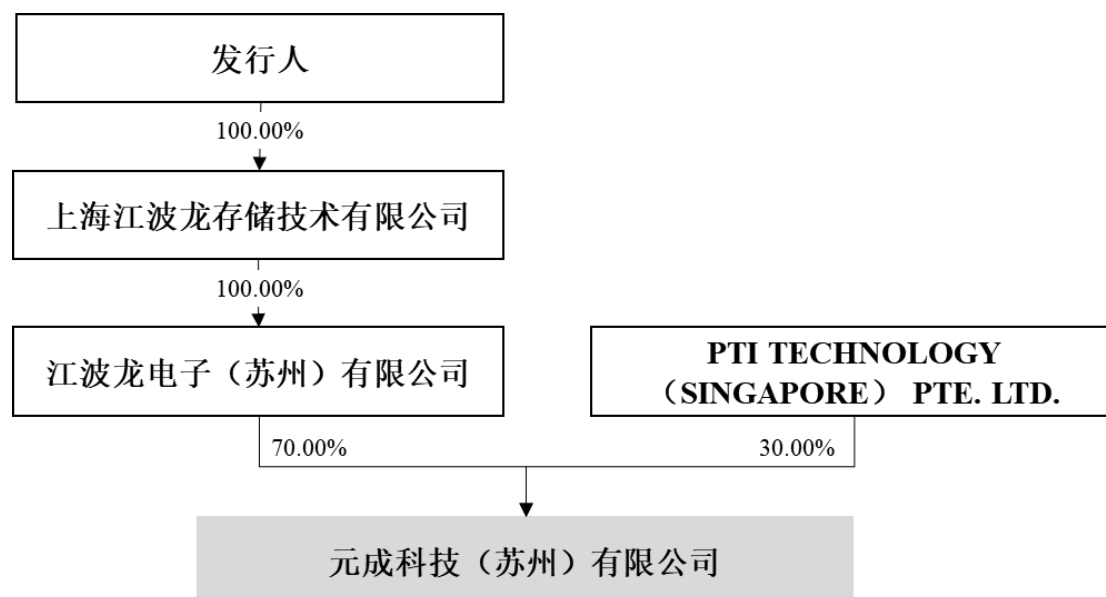 发行人
100.00%
上海江波龙存储技术有限公司
100.00%
江波龙电子（苏州）有限公司
PTI TECHNOLOGY
（SINGAPORE） PTE. LTD.
70.00%
30.00%
元成科技（苏州）有限公司